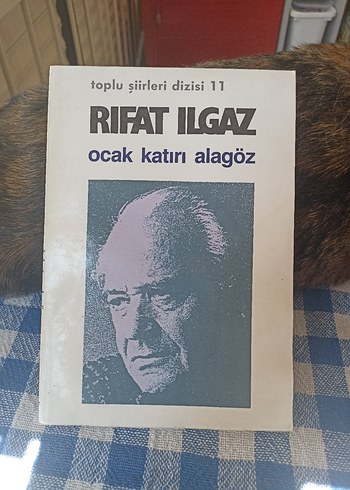 toplu şiirleri dizisi 11
RIFAT ILGAZ
ocak katırı alagöz